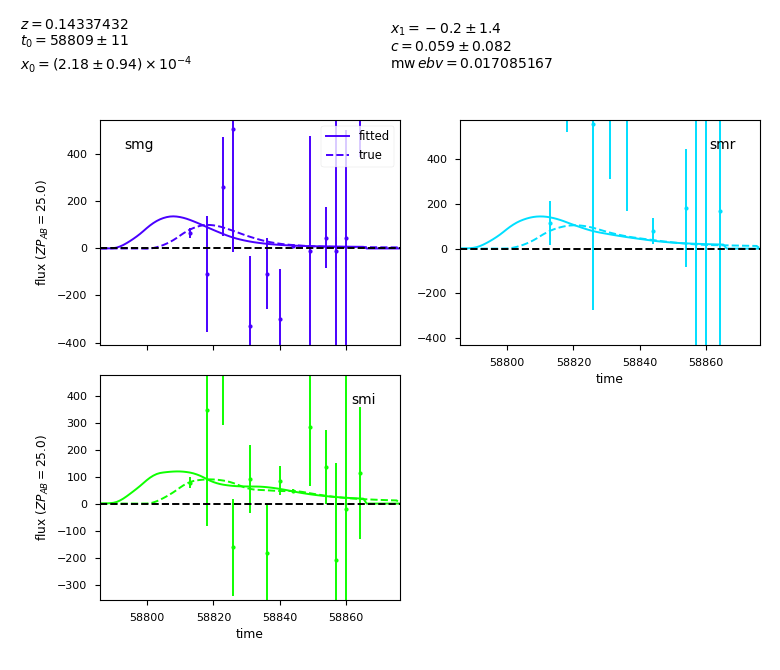 z = 0.14337432
t₀ = 58809 ± 11
x₀ = (2.18 ± 0.94) × 10⁻⁴
x₁ = −0.2 ± 1.4
c = 0.059 ± 0.082
mw ebv = 0.017085167
smg
fitted
true
400
200
0
−200
−400
flux (ZP_AB = 25.0)
smr
400
200
0
−200
−400
58800 58820 58840 58860
time
smi
400
300
200
100
0
−100
−200
−300
flux (ZP_AB = 25.0)
58800 58820 58840 58860
time